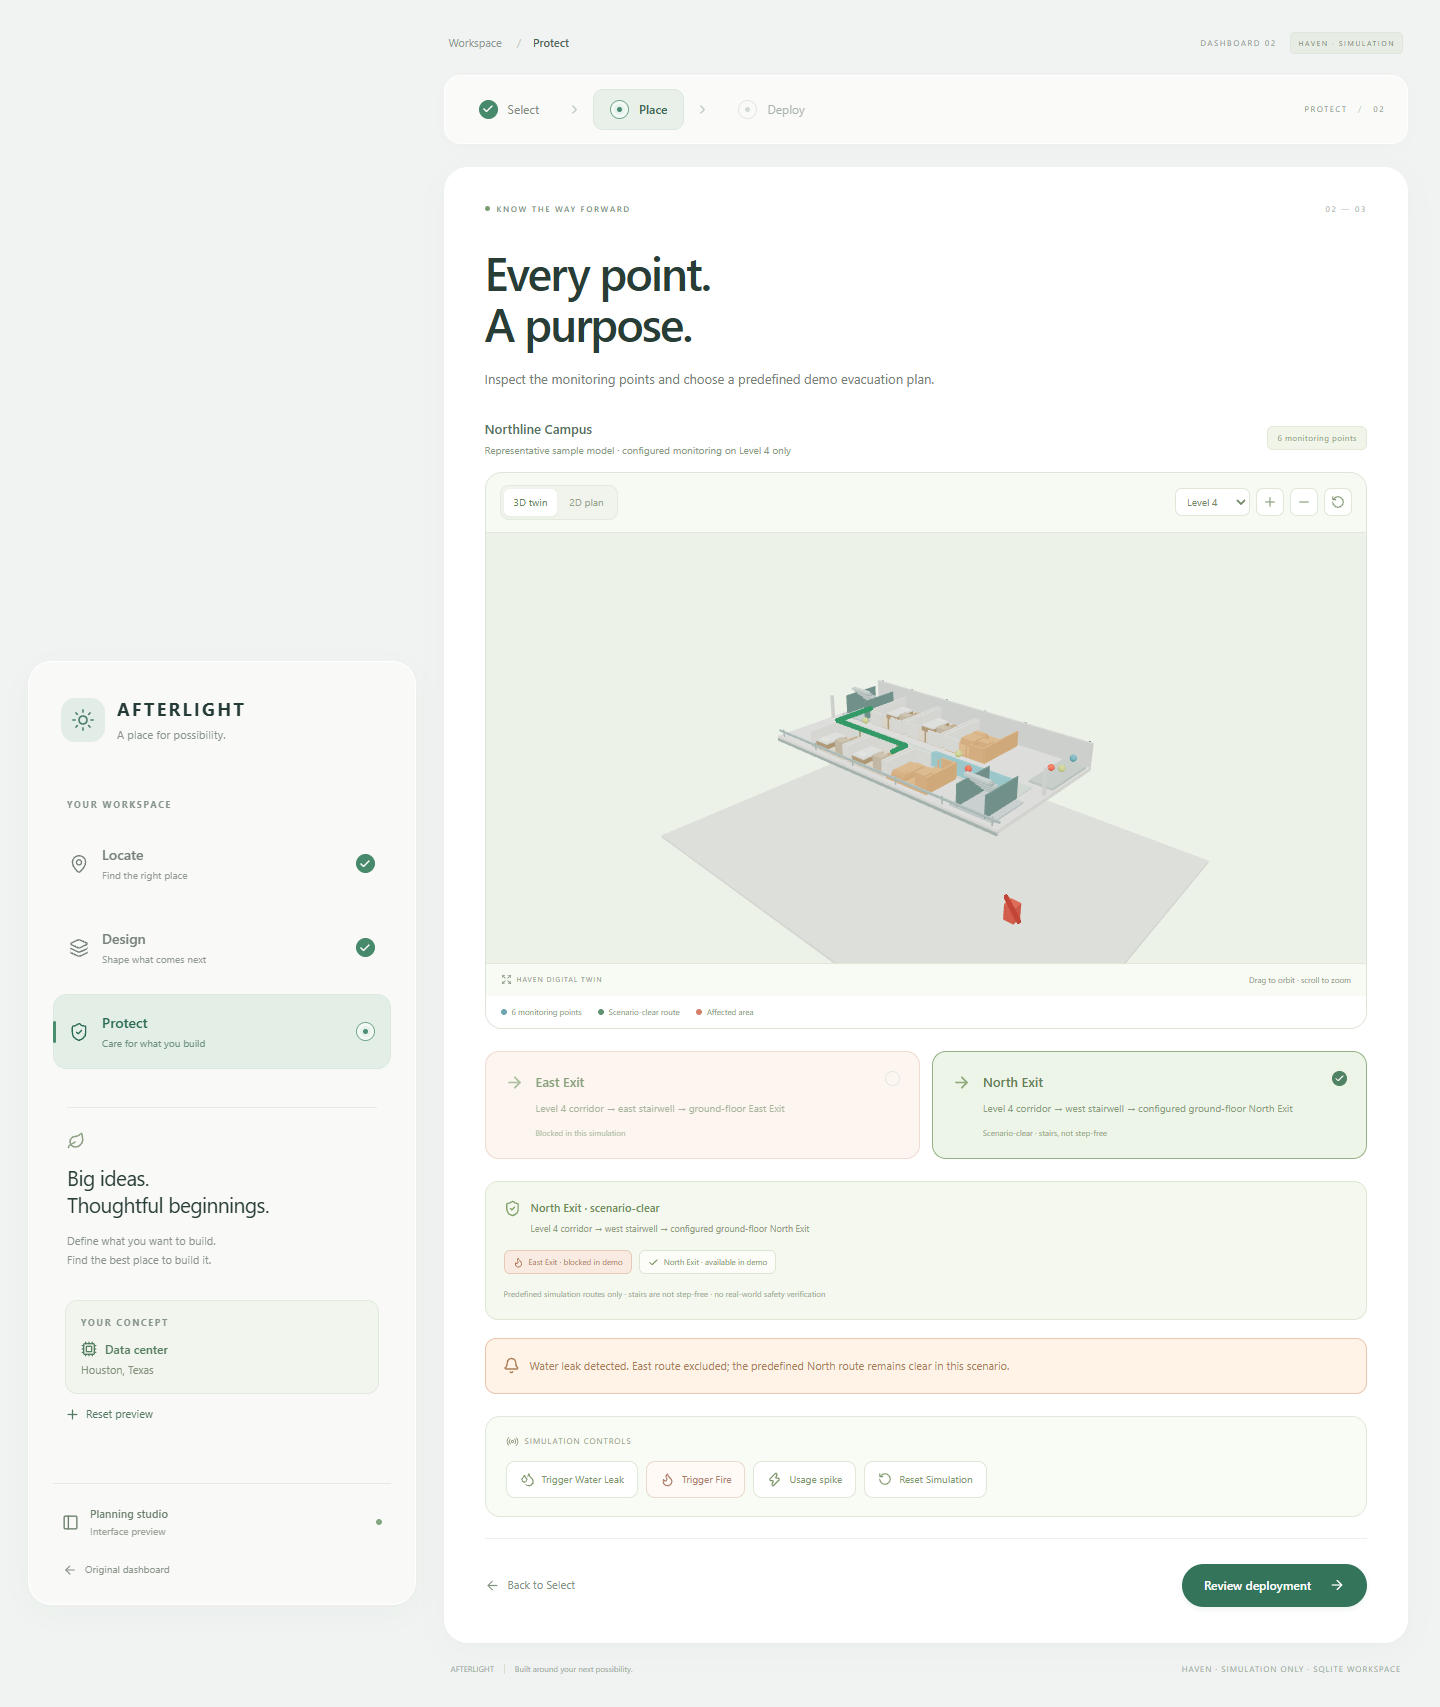 Workspace / Protect
DASHBOARD 02
HAVEN · SIMULATION
Select
Place
Deploy
PROTECT / 02
KNOW THE WAY FORWARD
02 — 03
Every point.
A purpose.
Inspect the monitoring points and choose a predefined demo evacuation plan.
Northline Campus
Representative sample model · configured monitoring on Level 4 only
6 monitoring points
3D twin
2D plan
Level 4
HAVEN DIGITAL TWIN
Drag to orbit · scroll to zoom
6 monitoring points
Scenario-clear route
Affected area
East Exit
Level 4 corridor → east stairwell → ground-floor East Exit
Blocked in this simulation
North Exit
Level 4 corridor → west stairwell → configured ground-floor North Exit
Scenario-clear · stairs, not step-free
North Exit · scenario-clear
Level 4 corridor → west stairwell → configured ground-floor North Exit
East Exit · blocked in demo
North Exit · available in demo
Predefined simulation routes only · stairs are not step-free · no real-world safety verification
Water leak detected. East route excluded; the predefined North route remains clear in this scenario.
SIMULATION CONTROLS
Trigger Water Leak
Trigger Fire
Usage spike
Reset Simulation
Back to Select
Review deployment
AFTERLIGHT
Built around your next possibility.
HAVEN · SIMULATION ONLY · SQLITE WORKSPACE
AFTERLIGHT
A place for possibility.
YOUR WORKSPACE
Locate
Find the right place
Design
Shape what comes next
Protect
Care for what you build
Big ideas.
Thoughtful beginnings.
Define what you want to build.
Find the best place to build it.
YOUR CONCEPT
Data center
Houston, Texas
Reset preview
Planning studio
Interface preview
Original dashboard